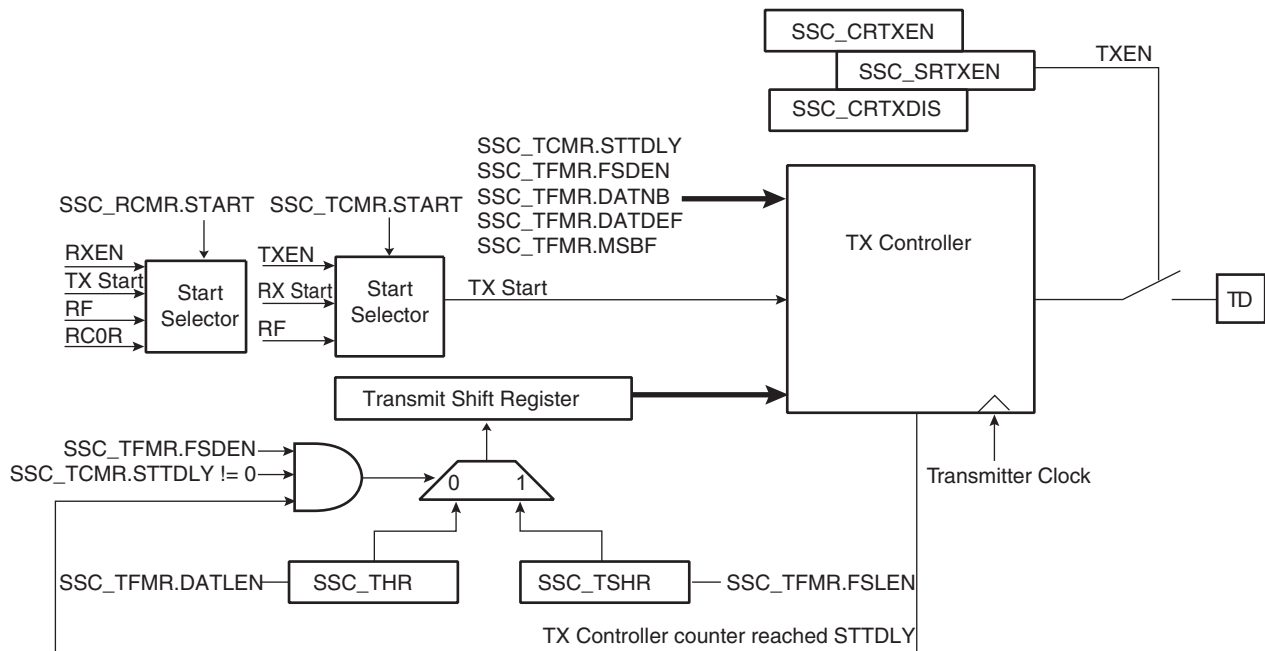 SSC_CRTXEN
SSC_SRTXEN
TXEN
SSC_CRTXDIS
SSC_TCMR.STTDLY
SSC_TFMR.FSDEN
SSC_TFMR.DATNB
SSC_TFMR.DATDEF
SSC_TFMR.MSBF
SSC_RCMR.START
SSC_TCMR.START
RXEN
TX Start
RF
RC0R
Start
Selector
TXEN
RX Start
RF
Start
Selector
TX Start
TX Controller
TD
Transmit Shift Register
SSC_TFMR.FSDEN
SSC_TCMR.STTDLY != 0
0
1
Transmitter Clock
SSC_TFMR.DATLEN
SSC_THR
SSC_TSHR
SSC_TFMR.FSLEN
TX Controller counter reached STTDLY